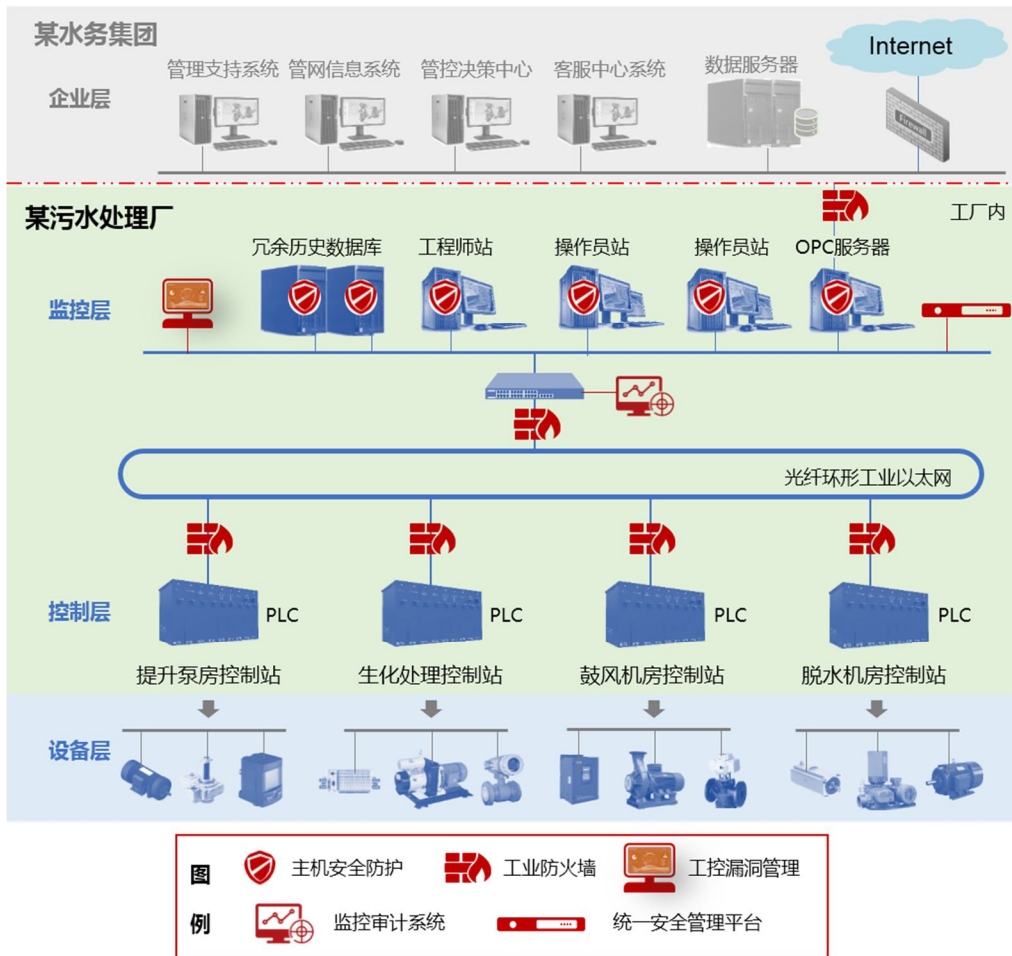 某水务集团
Internet
管理支持系统 管网信息系统 管控决策中心 客服中心系统 数据服务器
企业层
Firewall
某污水处理厂
工厂内
冗余历史数据库 工程师站 操作员站 操作员站 OPC服务器
监控层
光纤环形工业以太网
控制层
PLC PLC PLC PLC
提升泵房控制站 生化处理控制站 鼓风机房控制站 脱水机房控制站
设备层
图例
主机安全防护 工业防火墙 工控漏洞管理
监控审计系统 统一安全管理平台